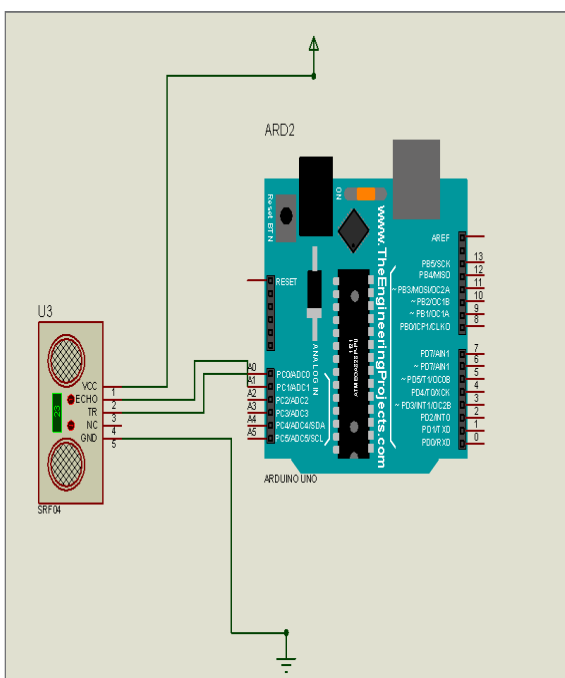 ARD2
Reset BTN
ON
www.TheEngineeringProjects.com
AREF
PB5/SCK 13
PB4/MISO 12
~ PB3/MOSI/OC2A 11
~ PB2/OC1B 10
~ PB1/OC1A 9
PB0/ICP1/CLKO 8
RESET
ANALOG IN
PD7/AIN1 7
~ PD7/AIN1 6
~ PD5/T1/OC0B 5
PD4/T0/XCK 4
~ PD3/INT1/OC2B 3
PD2/INT0 2
PD1/TXD 1
PD0/RXD 0
A0 PC0/ADC0
A1 PC1/ADC1
A2 PC2/ADC2
A3 PC3/ADC3
A4 PC4/ADC4/SDA
A5 PC5/ADC5/SCL
ARDUINO UNO
U3
VCC 1
ECHO 2
TR 3
NC 4
GND 5
23
SRF04